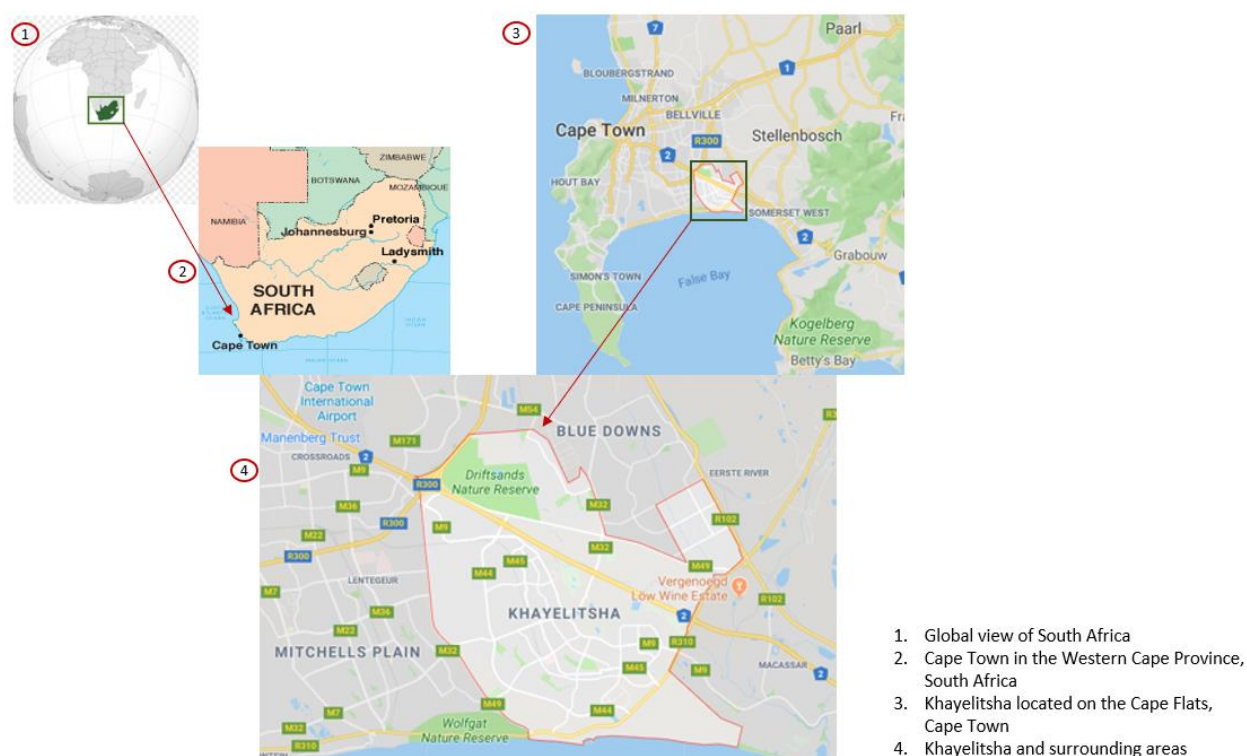 1
ZIMBABWE
BOTSWANA
MOZAMBIQUE
NAMIBIA
Pretoria
Johannesburg
Ladysmith
2
SOUTH
AFRICA
Cape Town
3
7
Paarl
1
BLOUBERGSTRAND
MILNERTON
BELLVILLE
Cape Town
R300
Stellenbosch
Fra
2
HOUT BAY
SOMERSET WEST
2
Grabouw
SIMON'S TOWN
False Bay
CAPE PENINSULA
Kogelberg
Nature Reserve
Betty's Bay
4
Cape Town
International
Airport
M54
Manenberg Trust
M171
BLUE DOWNS
CROSSROADS
2
M9
Driftsands
Nature Reserve
EERSTE RIVER
R300
M36
M32
R102
R300
M9
M22
M32
R300
M45
M49
M44
LENTEGEUR
Vergenoegd
Löw Wine Estate
M7
R102
M36
KHAYELITSHA
2
M22
M9
R310
MITCHELLS PLAIN
M32
M45
M9
MACASSAR
2
M49
M7
M44
M32
Wolfgat
Nature Reserve
R310
1. Global view of South Africa
2. Cape Town in the Western Cape Province,
South Africa
3. Khayelitsha located on the Cape Flats,
Cape Town
4. Khayelitsha and surrounding areas